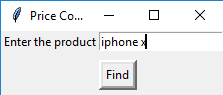 Price Co...
Enter the product iphone x
Find